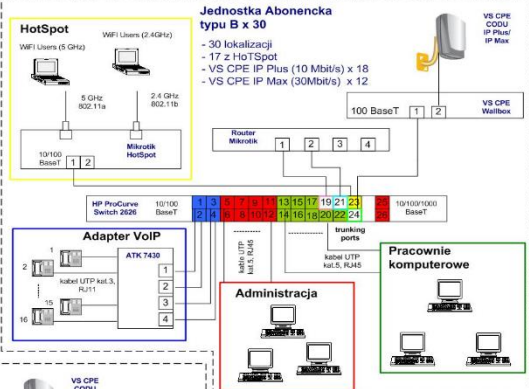 Jednostka Abonencka
typu B x 30
- 30 lokalizacji
- 17 z HoTSpot
- VS CPE IP Plus (10 Mbit/s) x 18
- VS CPE IP Max (30Mbit/s) x 12
HotSpot
WiFI Users (5 GHz)
WiFI Users (2.4GHz)
5 GHz
802.11a
2.4 GHz
802.11b
10/100
BaseT
1 2
Mikrotik
HotSpot
VS CPE
CODU
IP Plus/
IP Max
100 BaseT
1 2
VS CPE
Wallbox
Router
Mikrotik
1 2 3 4
HP ProCurve
Switch 2626
10/100
BaseT
1 3 5 7 9 11 13 15 17 19 21 23 25
2 4 6 8 10 12 14 16 18 20 22 24 26
10/100/1000
BaseT
trunking
ports
Adapter VoIP
ATK 7430
1
2
15
16
kabel UTP kat.3,
RJ11
1
2
3
4
kable UTP
kat.5, RJ45
kabel UTP
kat.5, RJ45
Administracja
Pracownie
komputerowe
VS CPE
CODU